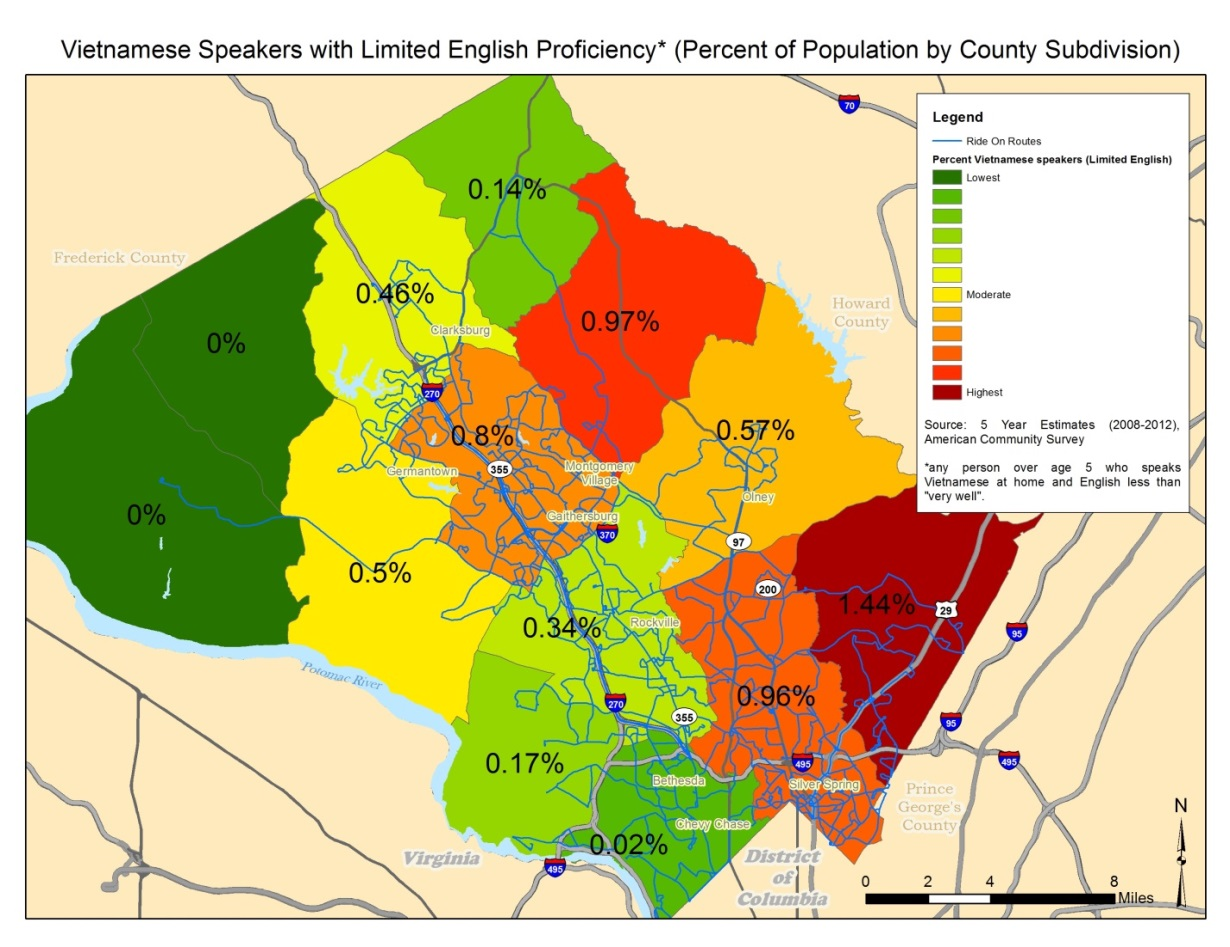 Vietnamese Speakers with Limited English Proficiency* (Percent of Population by County Subdivision)
70
Legend
Ride On Routes
Percent Vietnamese speakers (Limited English)
Lowest
Moderate
Highest
Source: 5 Year Estimates (2008-2012),
American Community Survey
*any person over age 5 who speaks
Vietnamese at home and English less than
"very well".
0.14%
Frederick County
0.46%
Howard
County
0.97%
Clarksburg
0%
270
0.57%
0.8%
Germantown
355
Montgomery
Village
Olney
0%
Gaithersburg
370
97
0.5%
200
1.44%
29
0.34%
Rockville
95
Potomac River
0.96%
270
355
95
0.17%
495
495
Bethesda
Silver Spring
Prince
George's
County
Chevy Chase
0.02%
Virginia
495
District
of
Columbia
N
0 2 4 8
Miles